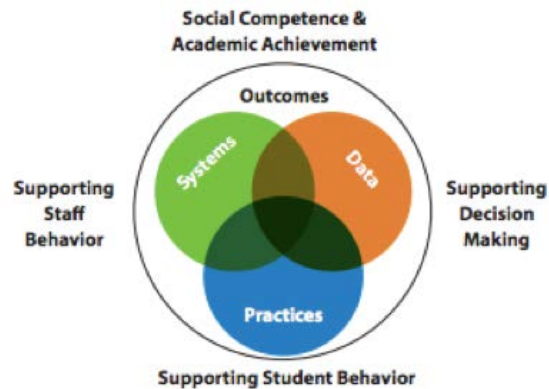 Social Competence &
Academic Achievement
Outcomes
Systems
Data
Supporting
Staff
Behavior
Supporting
Decision
Making
Practices
Supporting Student Behavior